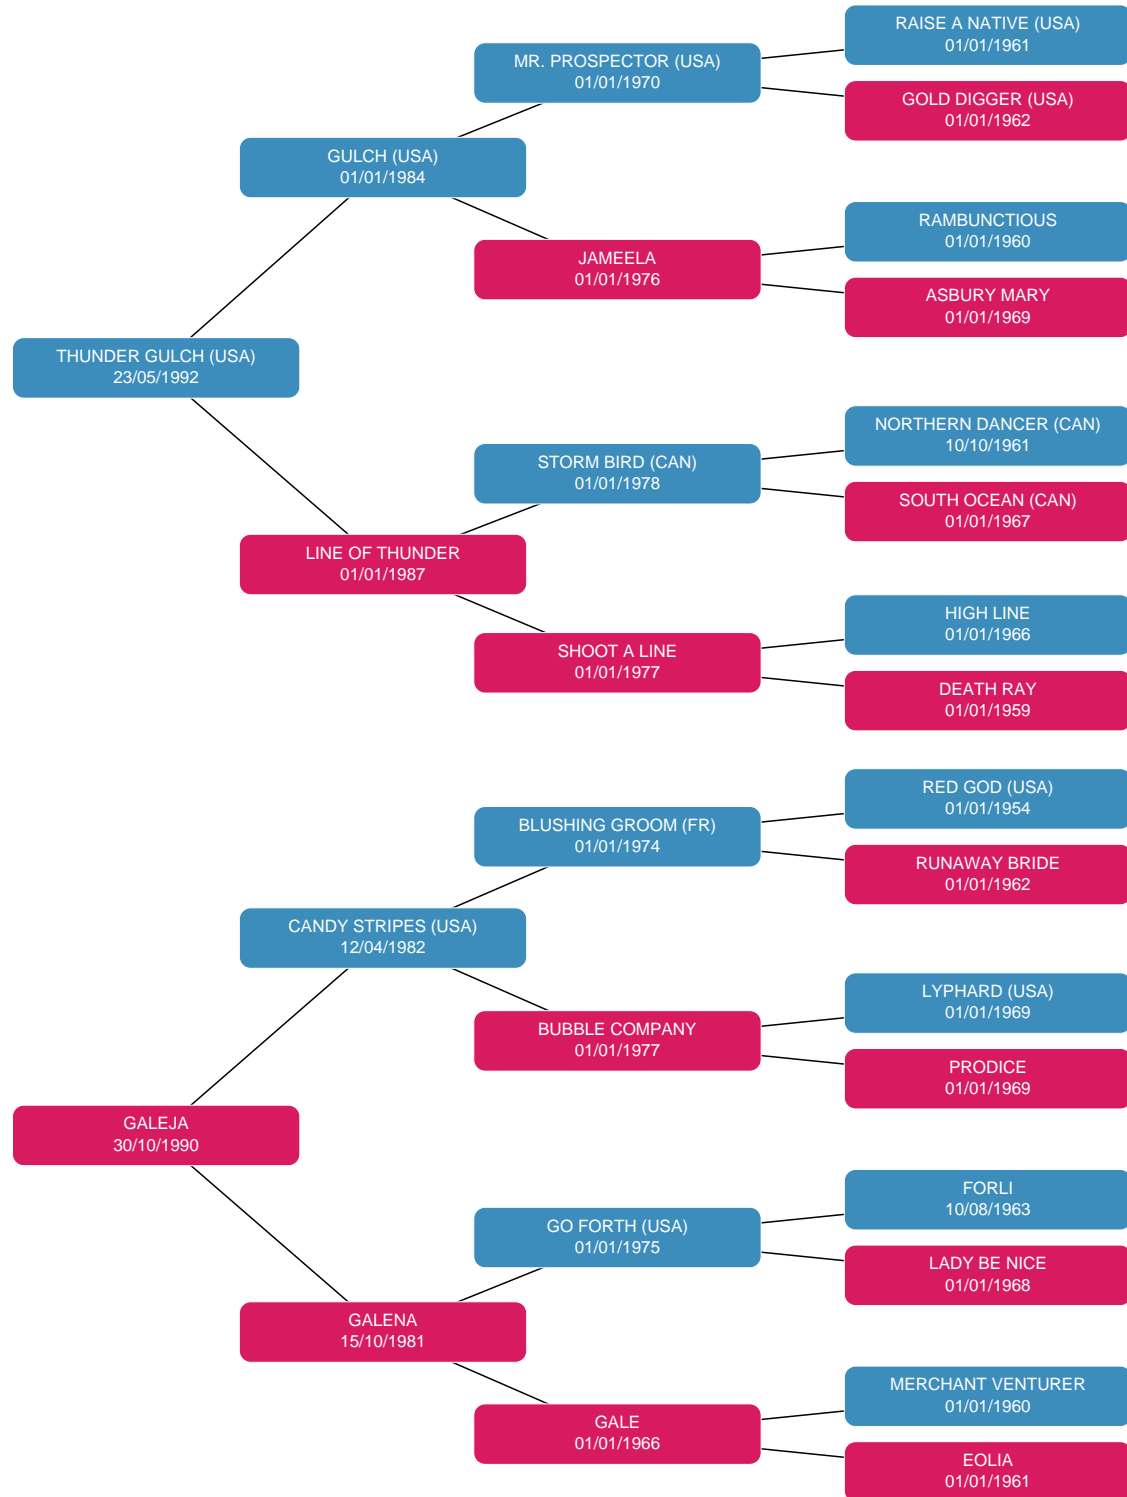 RAISE A NATIVE (USA)
01/01/1961
MR. PROSPECTOR (USA)
01/01/1970
GOLD DIGGER (USA)
01/01/1962
GULCH (USA)
01/01/1984
RAMBUNCTIOUS
01/01/1960
JAMEELA
01/01/1976
ASBURY MARY
01/01/1969
THUNDER GULCH (USA)
23/05/1992
NORTHERN DANCER (CAN)
10/10/1961
STORM BIRD (CAN)
01/01/1978
SOUTH OCEAN (CAN)
01/01/1967
LINE OF THUNDER
01/01/1987
HIGH LINE
01/01/1966
SHOOT A LINE
01/01/1977
DEATH RAY
01/01/1959
RED GOD (USA)
01/01/1954
BLUSHING GROOM (FR)
01/01/1974
RUNAWAY BRIDE
01/01/1962
CANDY STRIPES (USA)
12/04/1982
LYPHARD (USA)
01/01/1969
BUBBLE COMPANY
01/01/1977
PRODICE
01/01/1969
GALEJA
30/10/1990
FORLI
10/08/1963
GO FORTH (USA)
01/01/1975
LADY BE NICE
01/01/1968
GALENA
15/10/1981
MERCHANT VENTURER
01/01/1960
GALE
01/01/1966
EOLIA
01/01/1961